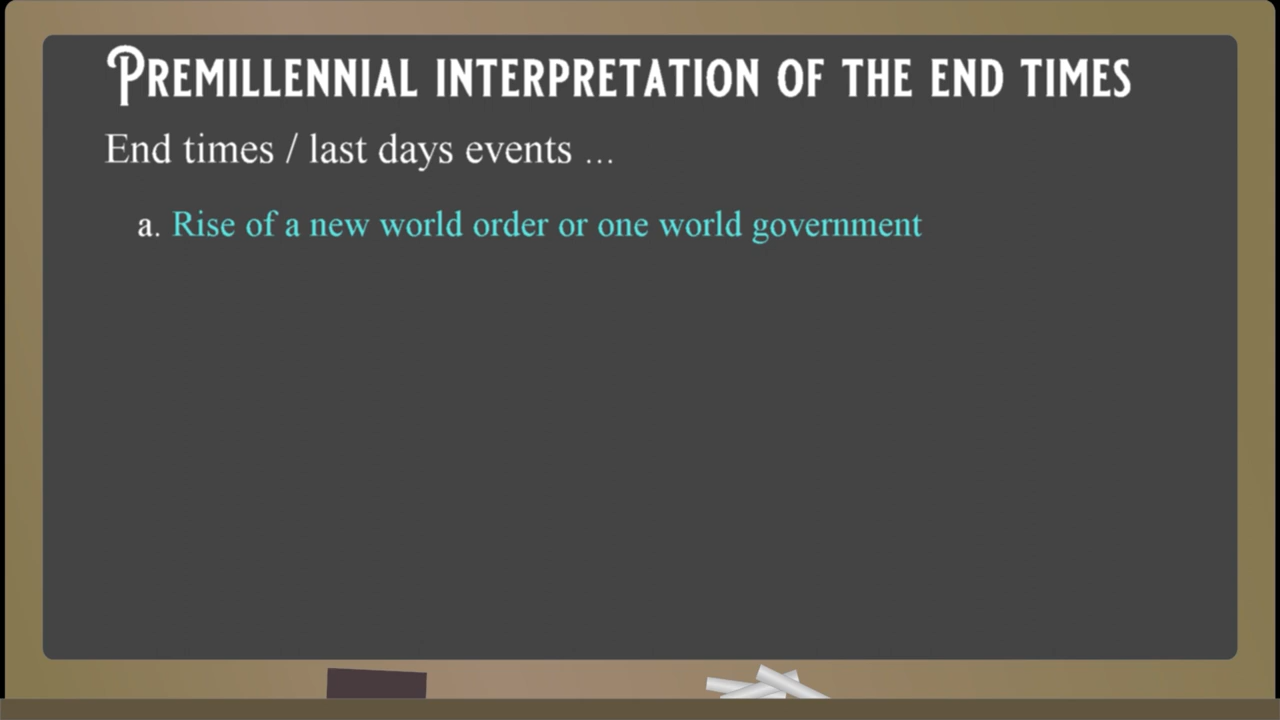 Premillennial interpretation of the end times
End times / last days events ...
a. Rise of a new world order or one world government